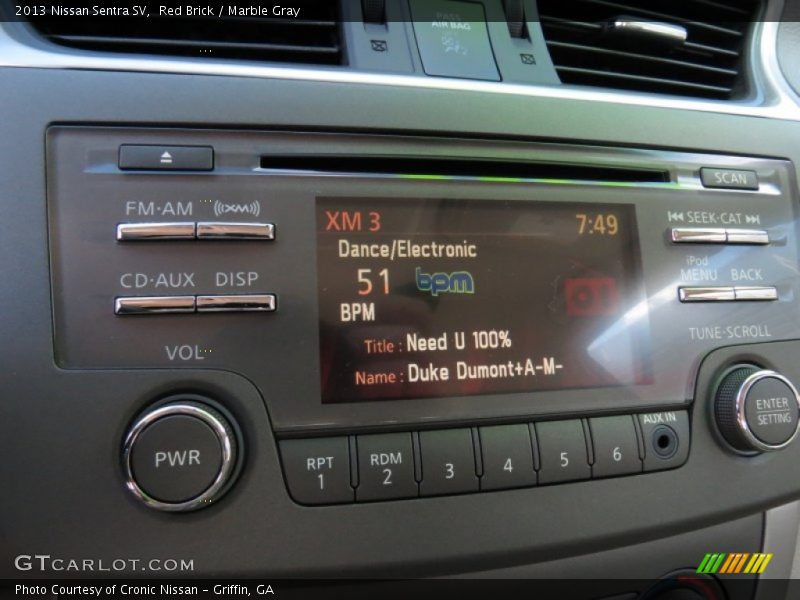 2013 Nissan Sentra SV, Red Brick / Marble Gray
PASS
AIR BAG
SCAN
FM·AM ((XM))
XM 3 7:49
SEEK·CAT
Dance/Electronic
51 bpm
BPM
iPod
MENU BACK
CD·AUX DISP
Title : Need U 100%
Name : Duke Dumont+A-M-
TUNE·SCROLL
VOL
ENTER
SETTING
PWR
RPT
1
RDM
2
3
4
5
6
AUX IN
GTCARLOT.COM
Photo Courtesy of Cronic Nissan - Griffin, GA